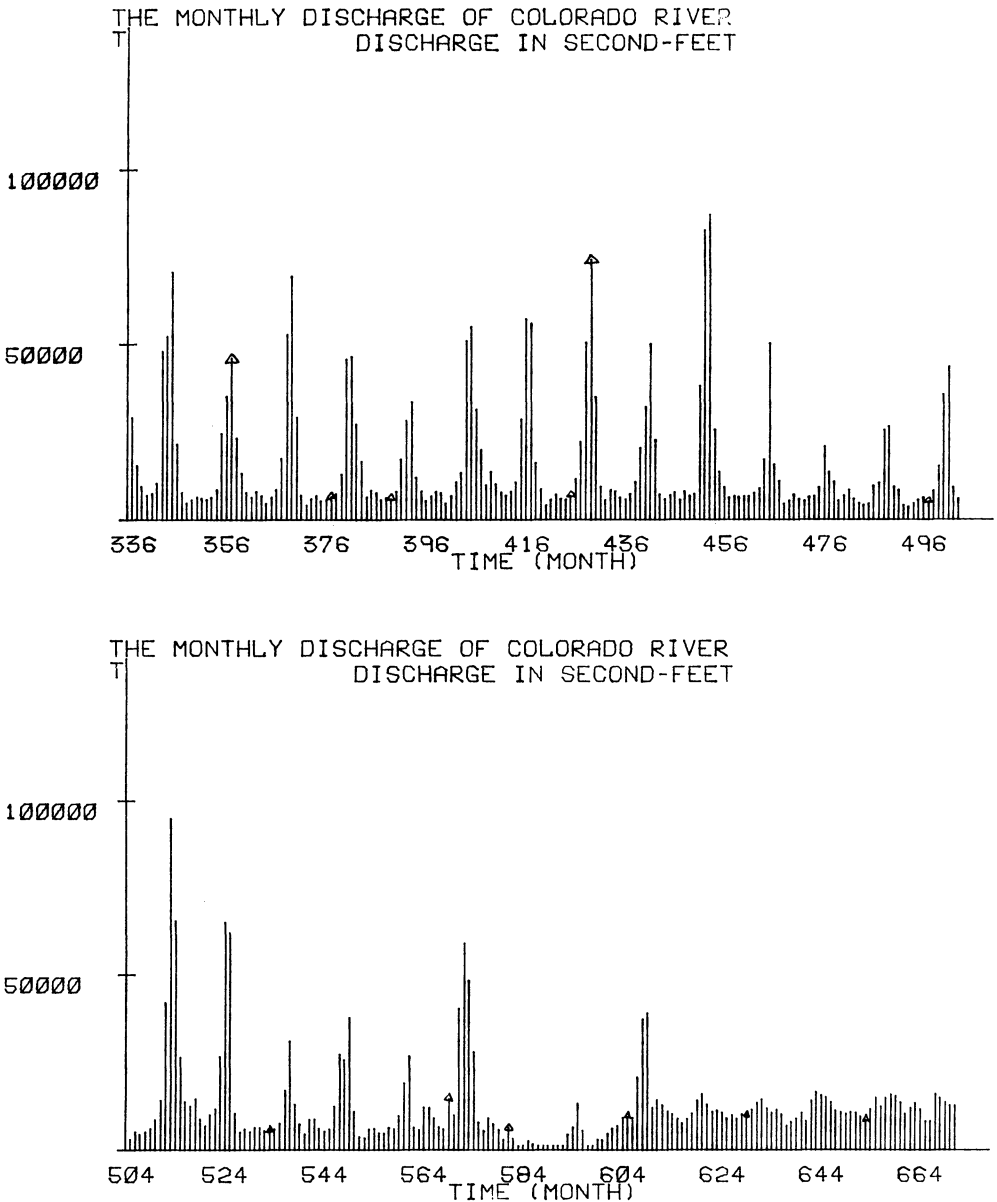 THE MONTHLY DISCHARGE OF COLORADO RIVER
T DISCHARGE IN SECOND-FEET
100000
50000
336 356 376 396 416 436 456 476 496
TIME (MONTH)
THE MONTHLY DISCHARGE OF COLORADO RIVER
T DISCHARGE IN SECOND-FEET
100000
50000
504 524 544 564 584 604 624 644 664
TIME (MONTH)